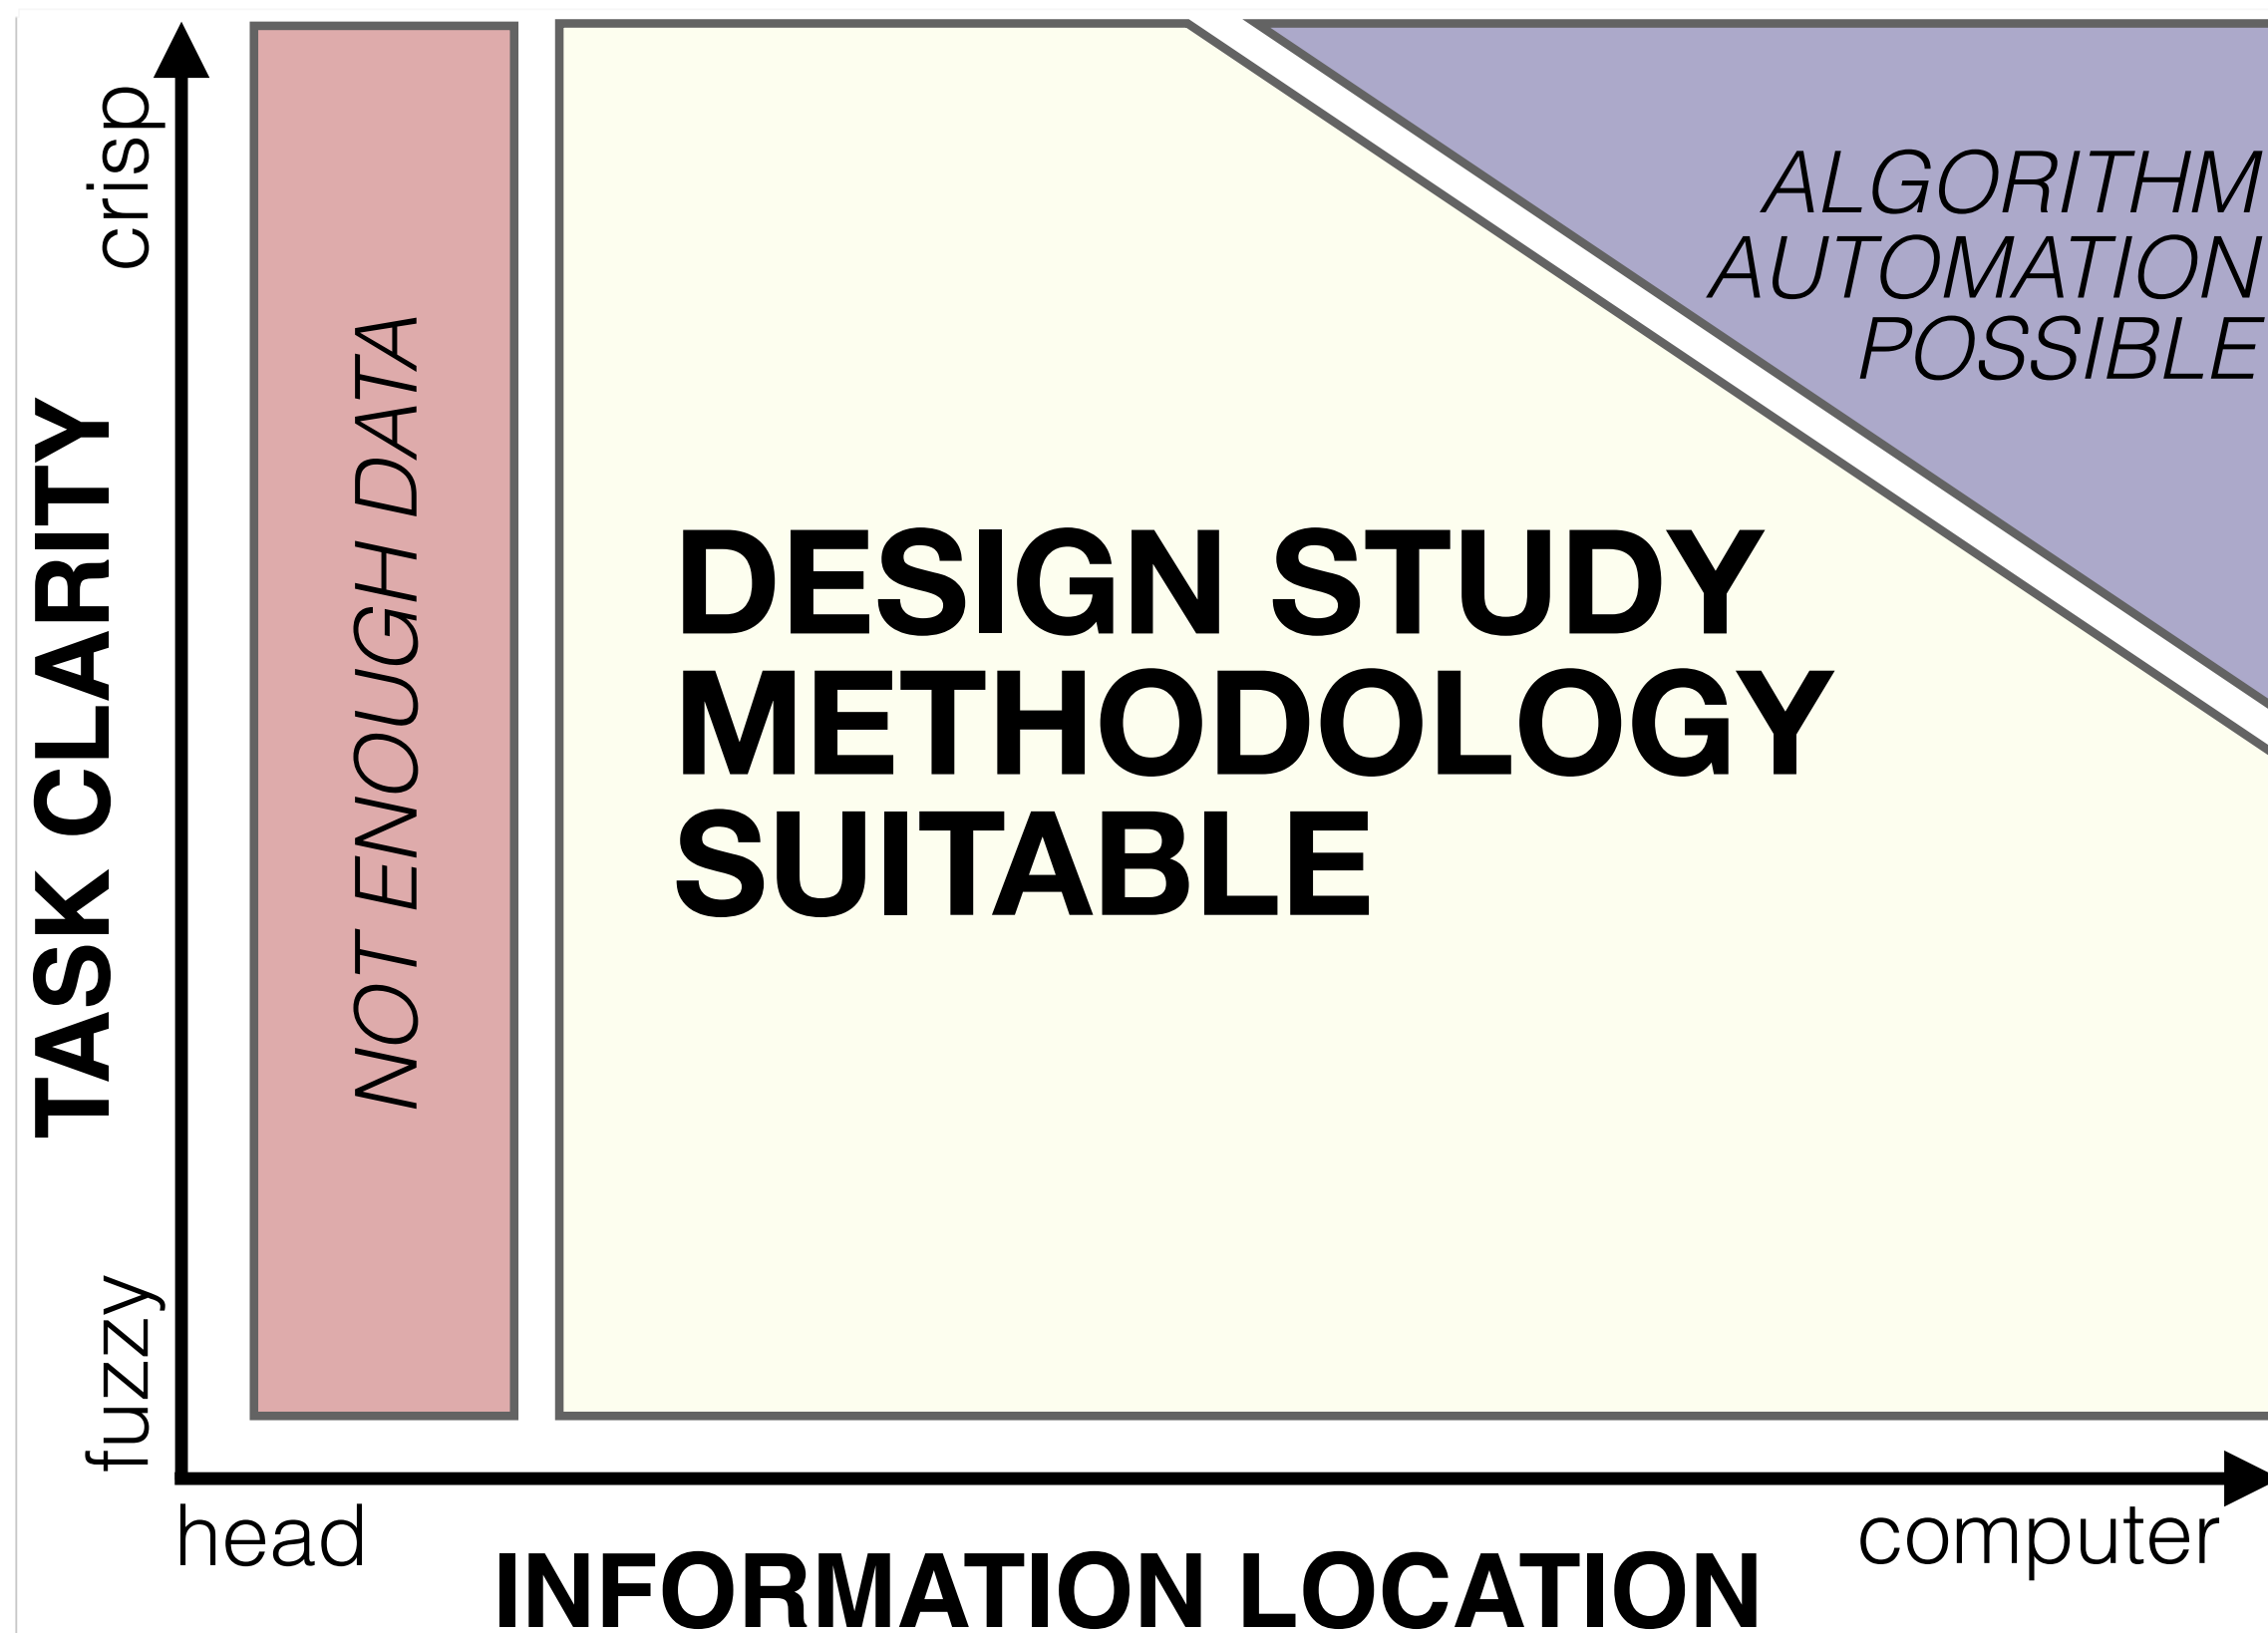 TASK CLARITY
crisp
fuzzy
NOT ENOUGH DATA
DESIGN STUDY
METHODOLOGY
SUITABLE
ALGORITHM
AUTOMATION
POSSIBLE
head
computer
INFORMATION LOCATION